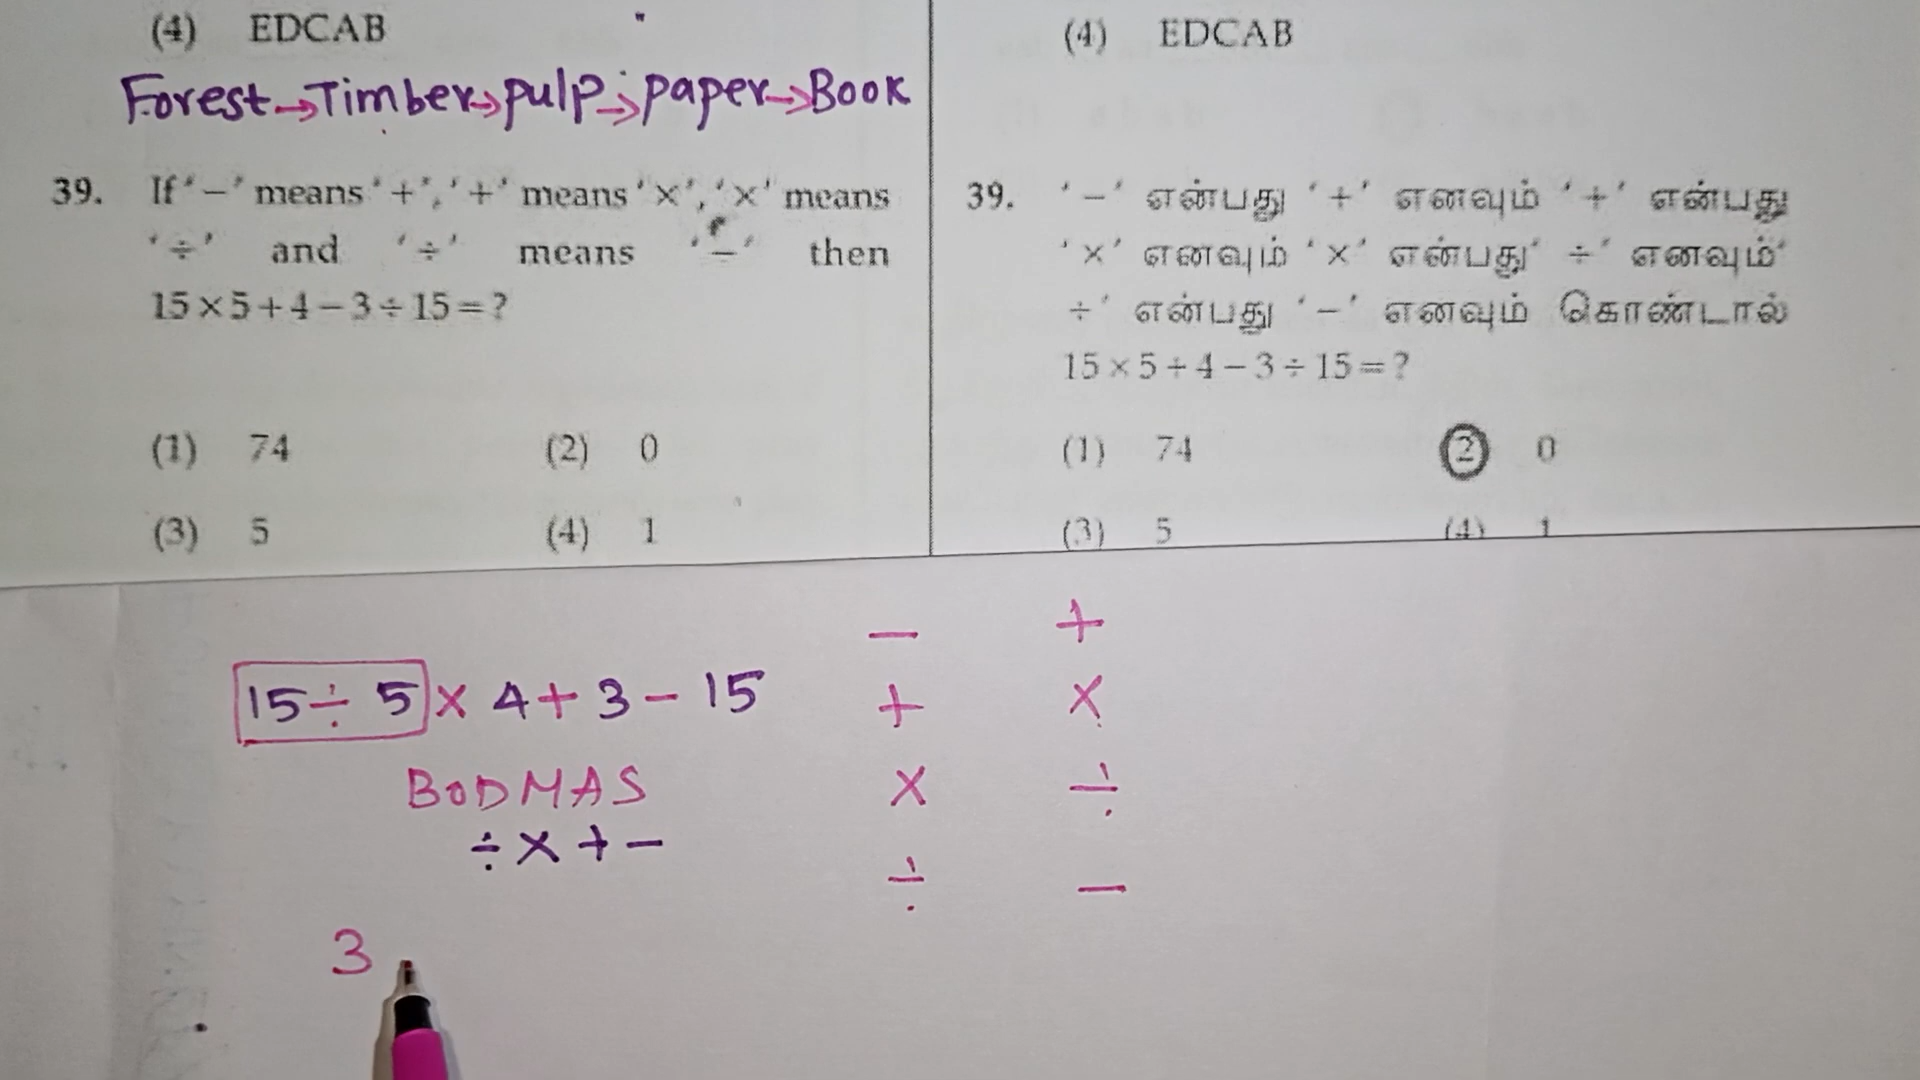 (4) EDCAB
Forest→Timber→pulp→paper→Book
39. If ‘−’ means ‘+’, ‘+’ means ‘×’, ‘×’ means
‘÷’ and ‘÷’ means ‘−’ then
15×5+4−3÷15=?
(1) 74 (2) 0
(3) 5 (4) 1
(4) EDCAB
39. ‘−’ என்பது ‘+’ எனவும் ‘+’ என்பது
‘×’ எனவும் ‘×’ என்பது‘ ÷’ எனவும்‘
÷’ என்பது ‘−’ எனவும் கொண்டால்
15×5+4−3÷15=?
(1) 74 (2) 0
(3) 5 (4) 1
− +
15÷5 × 4+3−15 + ×
BODMAS × ÷
÷×+− ÷ −
3